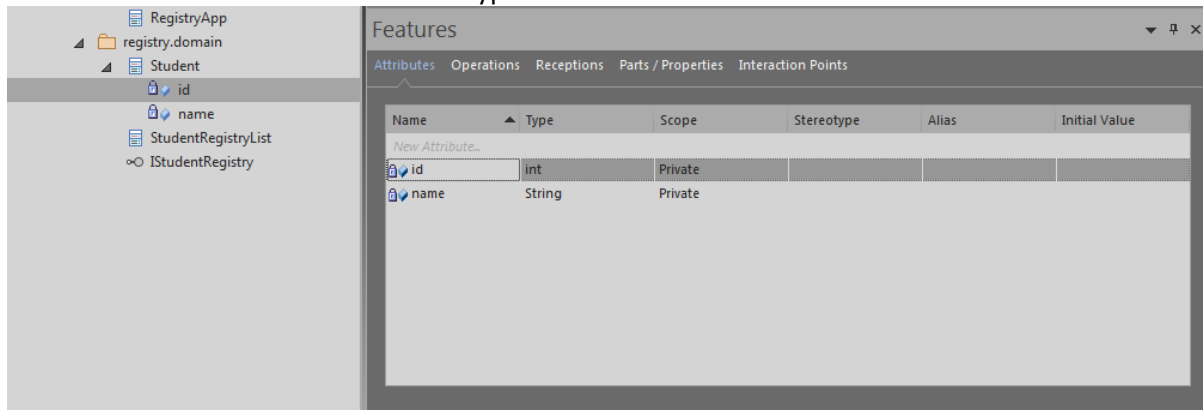 RegistryApp
registry.domain
Student
id
name
StudentRegistryList
IStudentRegistry
Features
Attributes Operations Receptions Parts / Properties Interaction Points
Name Type Scope Stereotype Alias Initial Value
New Attribute...
id int Private
name String Private